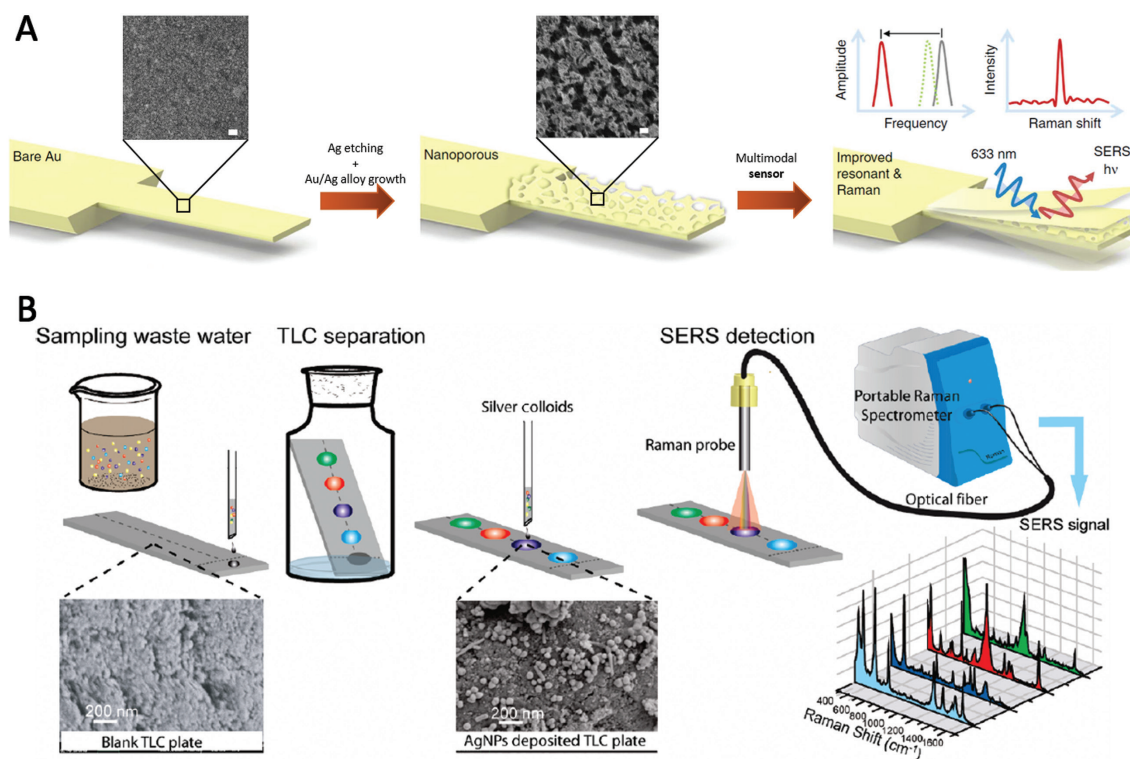 A
Bare Au
Ag etching
+
Au/Ag alloy growth
Nanoporous
Multimodal
sensor
Amplitude
Frequency
Intensity
Raman shift
Improved
resonant &
Raman
633 nm
SERS
hν
B
Sampling waste water
TLC separation
Silver colloids
SERS detection
Raman probe
Portable Raman
Spectrometer
Optical fiber
SERS signal
200 nm
Blank TLC plate
200 nm
AgNPs deposited TLC plate
400
600
800
1000
1200
1400
1600
Raman Shift (cm⁻¹)